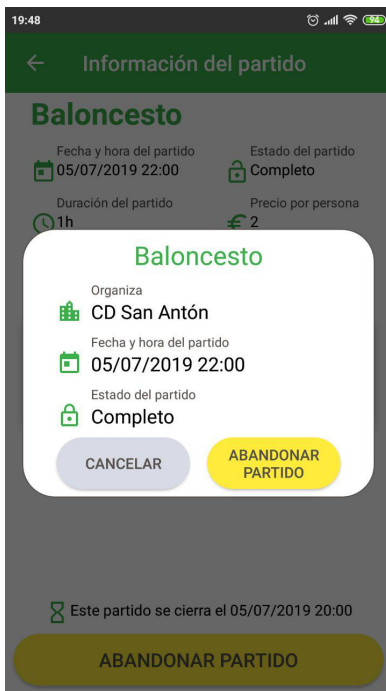 19:48
94
Información del partido
Baloncesto
Fecha y hora del partido
Estado del partido
05/07/2019 22:00
Completo
Duración del partido
Precio por persona
1h
2
Baloncesto
Organiza
CD San Antón
Fecha y hora del partido
05/07/2019 22:00
Estado del partido
Completo
CANCELAR
ABANDONAR
PARTIDO
Este partido se cierra el 05/07/2019 20:00
ABANDONAR PARTIDO